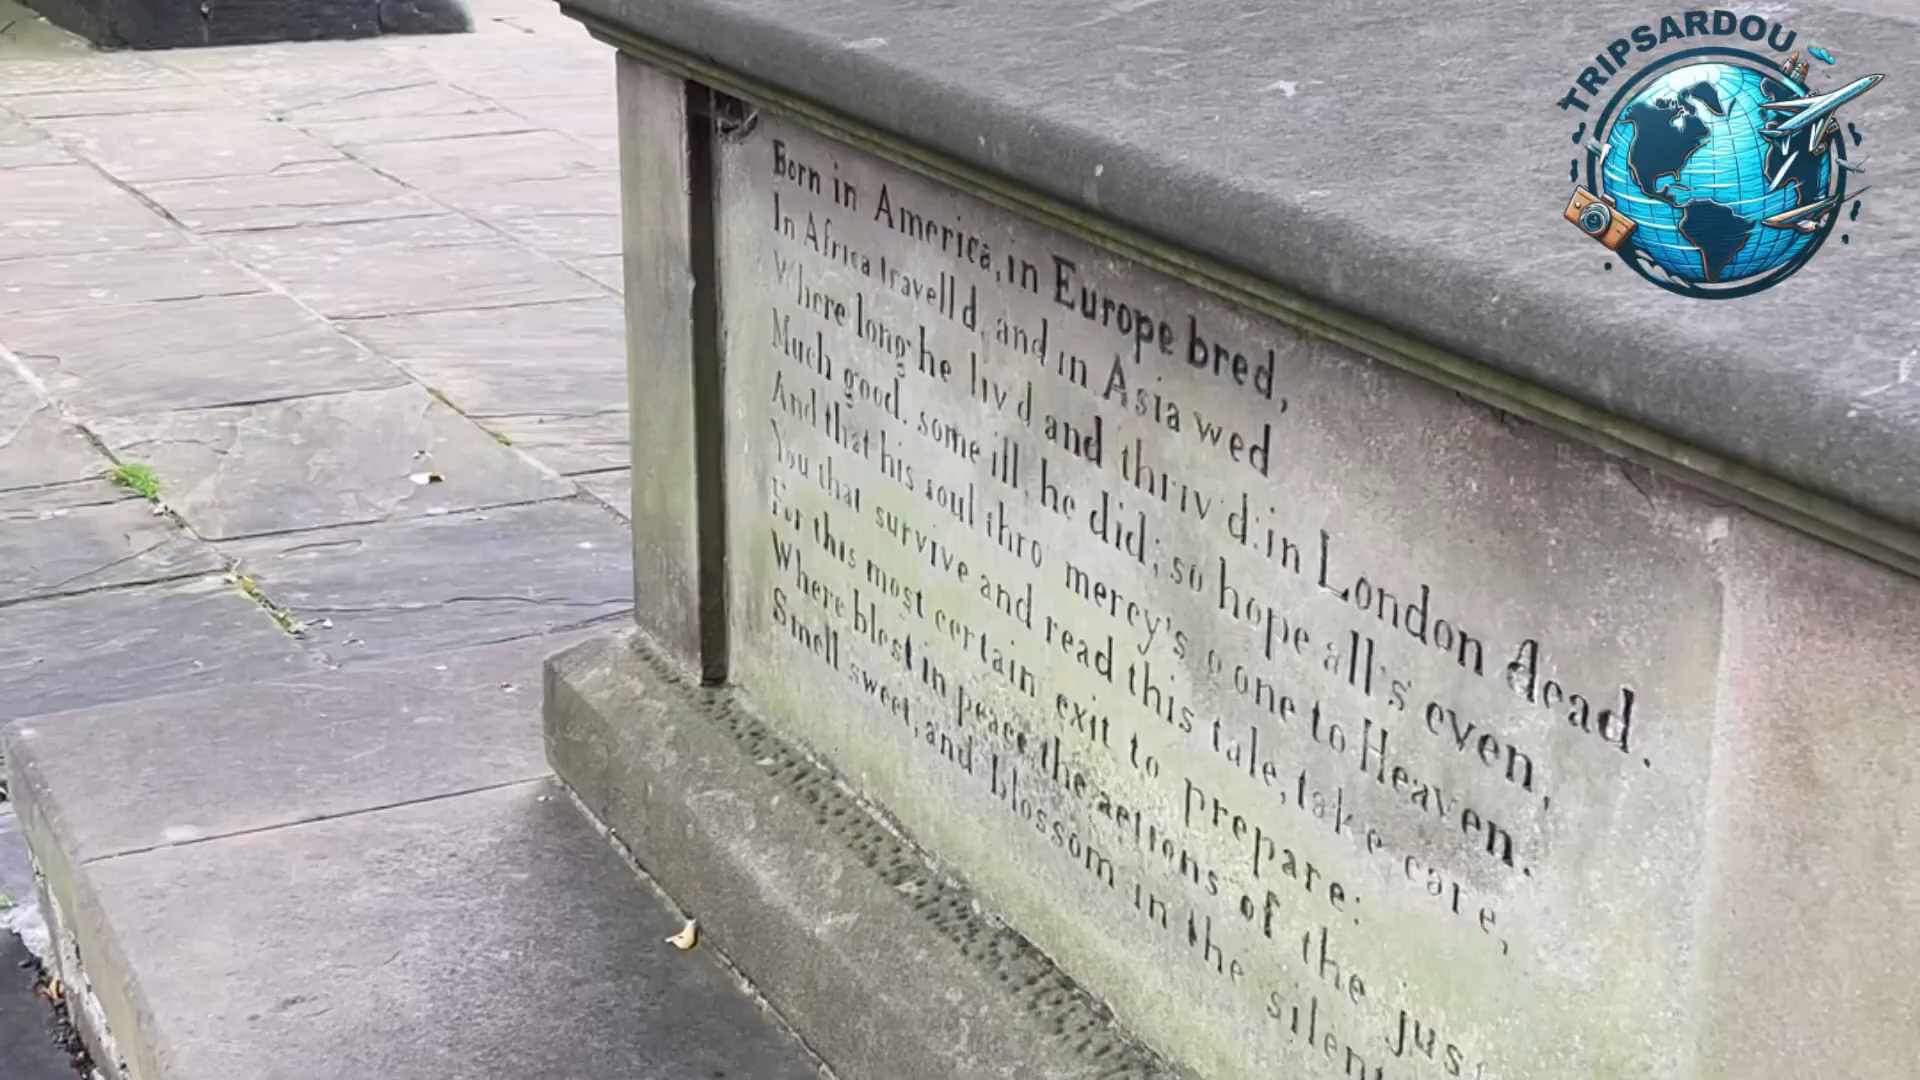 TRIPSARDOU
Born in America, in Europe bred,
In Africa travell'd, and in Asia wed
Where long he liv'd and thriv'd: in London dead.
Much good, some ill, he did; so hope all's even,
And that his soul thro mercy's gone to Heaven.
You that survive and read this tale, take care,
For this most certain exit to prepare:
Where blest in peace the actions of the jus
Smell sweet, and blossom in the silent